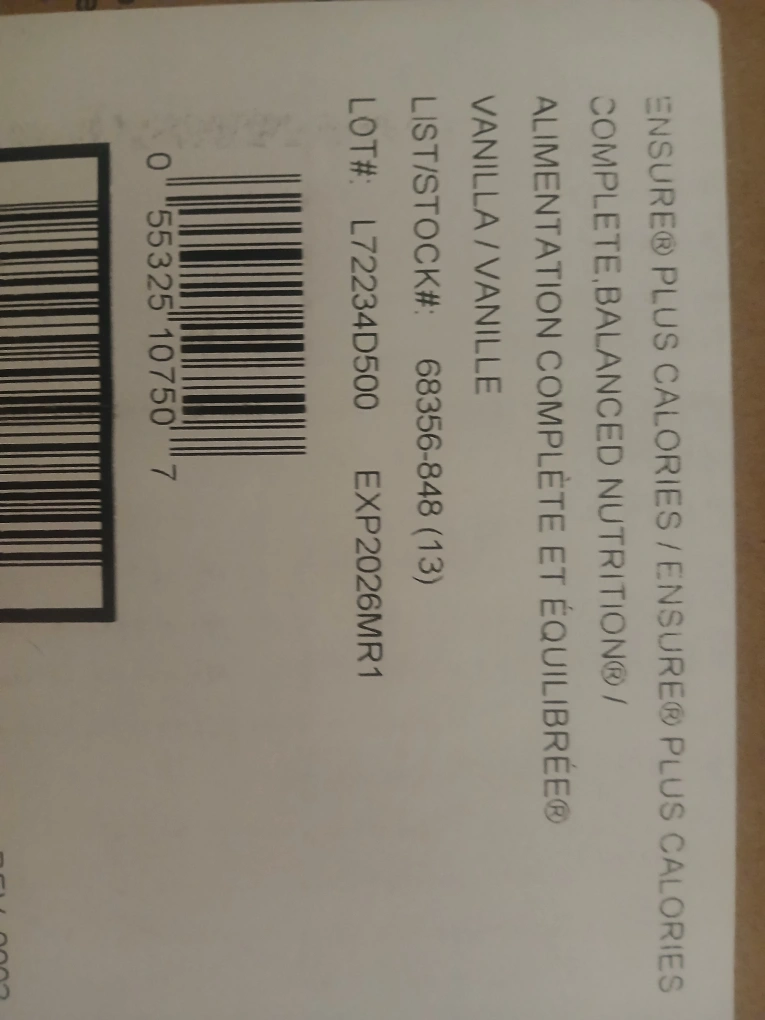 ENSURE® PLUS CALORIES / ENSURE® PLUS CALORIES
COMPLETE,BALANCED NUTRITION® /
ALIMENTATION COMPLÈTE ET ÉQUILIBRÉE®
VANILLA / VANILLE
LIST/STOCK#: 68356-848 (13)
LOT#: L72234D500 EXP2026MR1
0 55325 10750 7